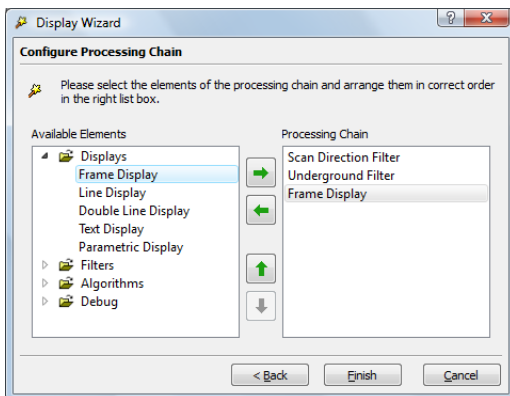 Display Wizard
Configure Processing Chain
Please select the elements of the processing chain and arrange them in correct order
in the right list box.
Available Elements
Processing Chain
Displays
Frame Display
Line Display
Double Line Display
Text Display
Parametric Display
Filters
Algorithms
Debug
Scan Direction Filter
Underground Filter
Frame Display
< Back
Finish
Cancel